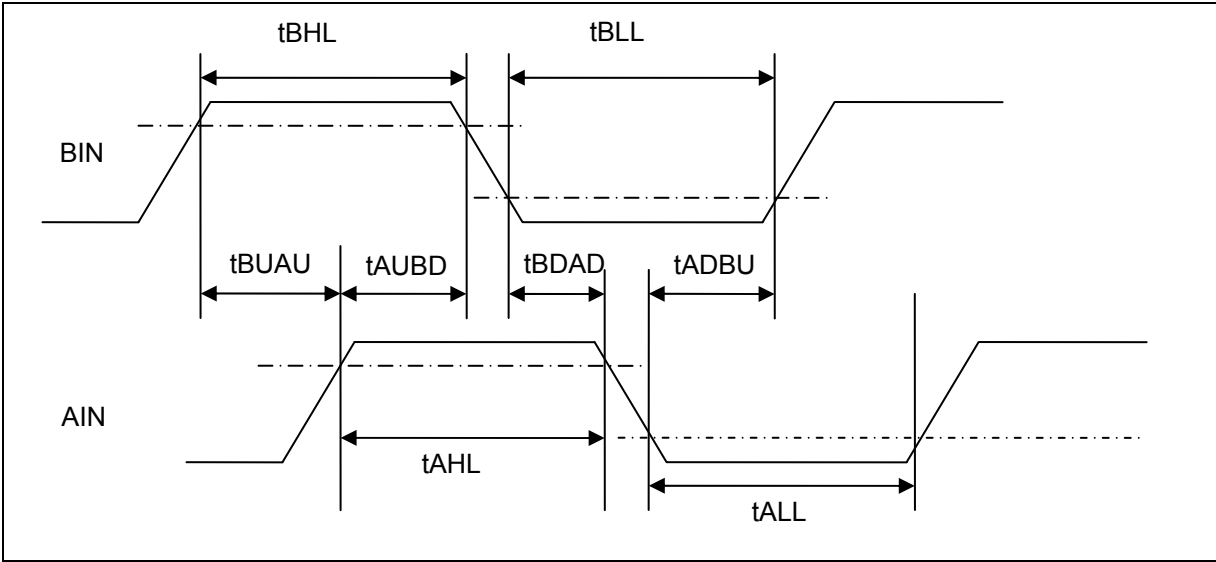 tBHL tBLL
BIN
tBUAU tAUBD tBDAD tADBU
AIN
tAHL
tALL